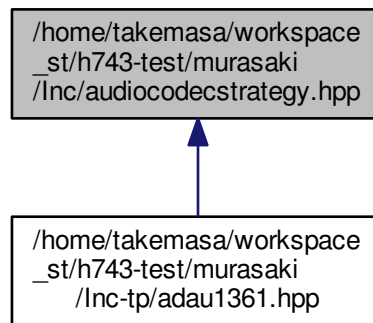 /home/takemasa/workspace
_st/h743-test/murasaki
/Inc/audiocodecstrategy.hpp
/home/takemasa/workspace
_st/h743-test/murasaki
/Inc-tp/adau1361.hpp